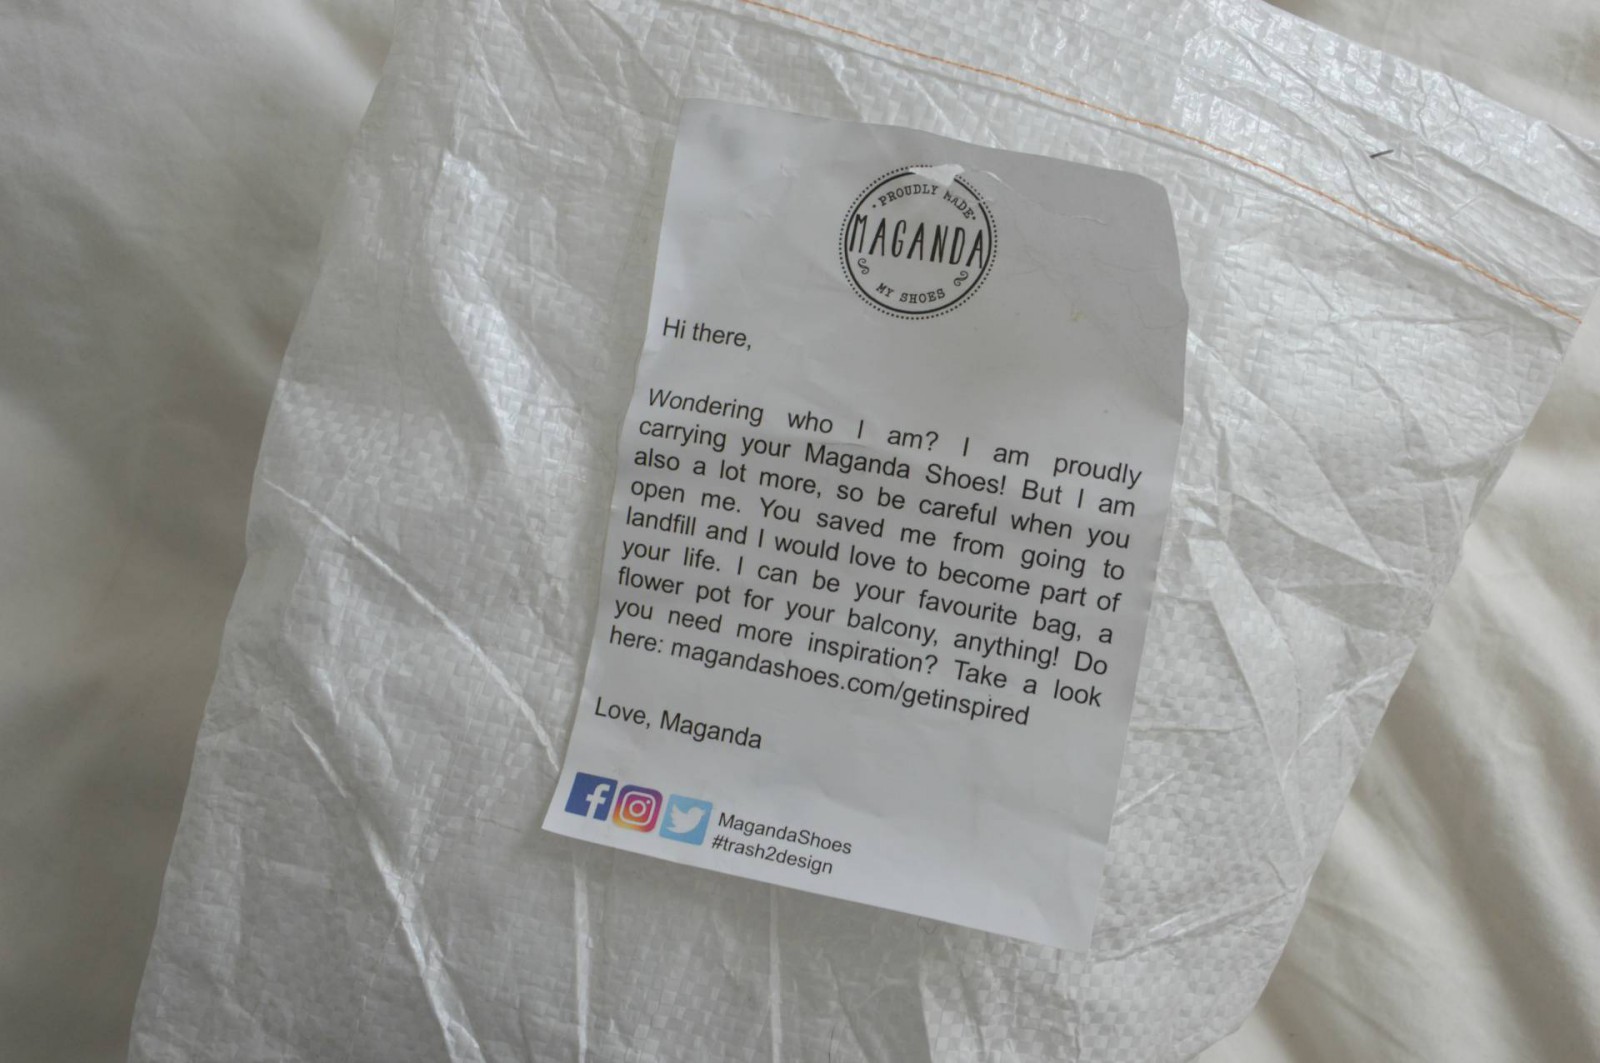 PROUDLY MADE
MAGANDA
MY SHOES
Hi there,
Wondering who I am? I am proudly
carrying your Maganda Shoes! But I am
also a lot more, so be careful when you
open me. You saved me from going to
landfill and I would love to become part of
your life. I can be your favourite bag, a
flower pot for your balcony, anything! Do
you need more inspiration? Take a look
here: magandashoes.com/getinspired
Love, Maganda
MagandaShoes
#trash2design